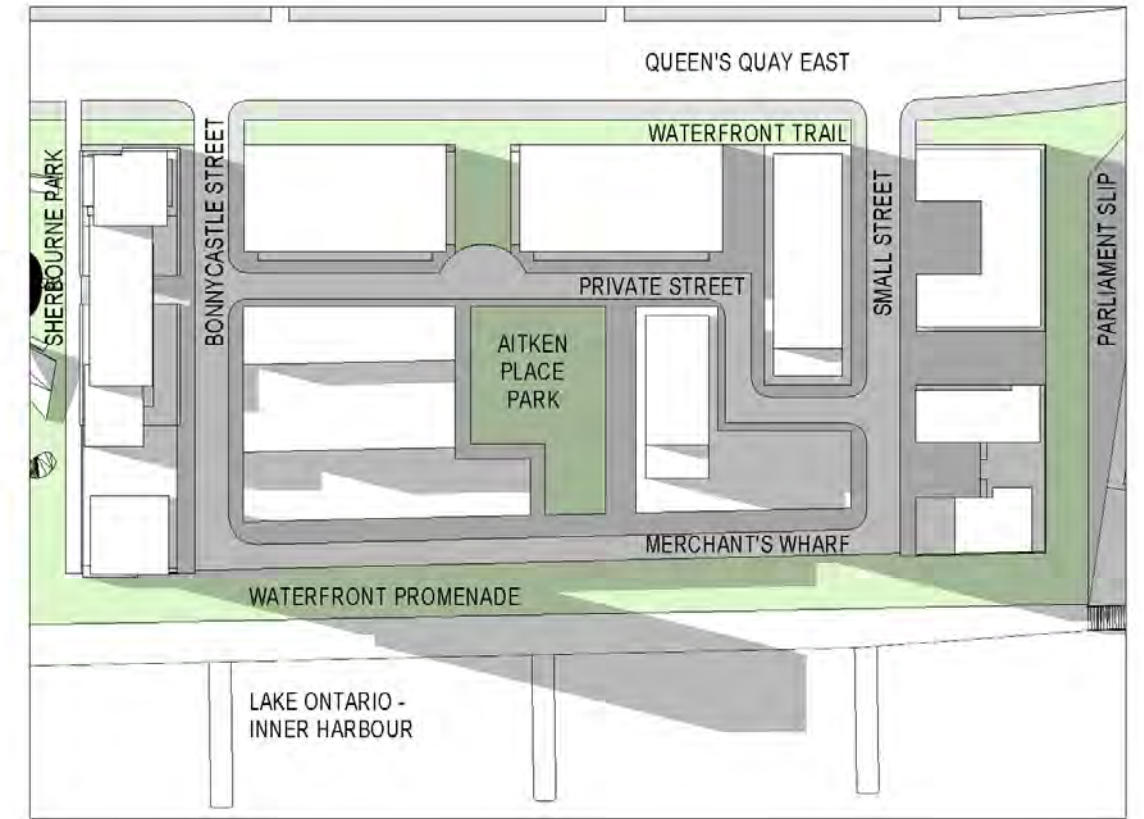 QUEEN'S QUAY EAST
WATERFRONT TRAIL
SHERBOURNE PARK
BONNYCASTLE STREET
SMALL STREET
PARLIAMENT SLIP
PRIVATE STREET
AITKEN
PLACE
PARK
MERCHANT'S WHARF
WATERFRONT PROMENADE
LAKE ONTARIO -
INNER HARBOUR